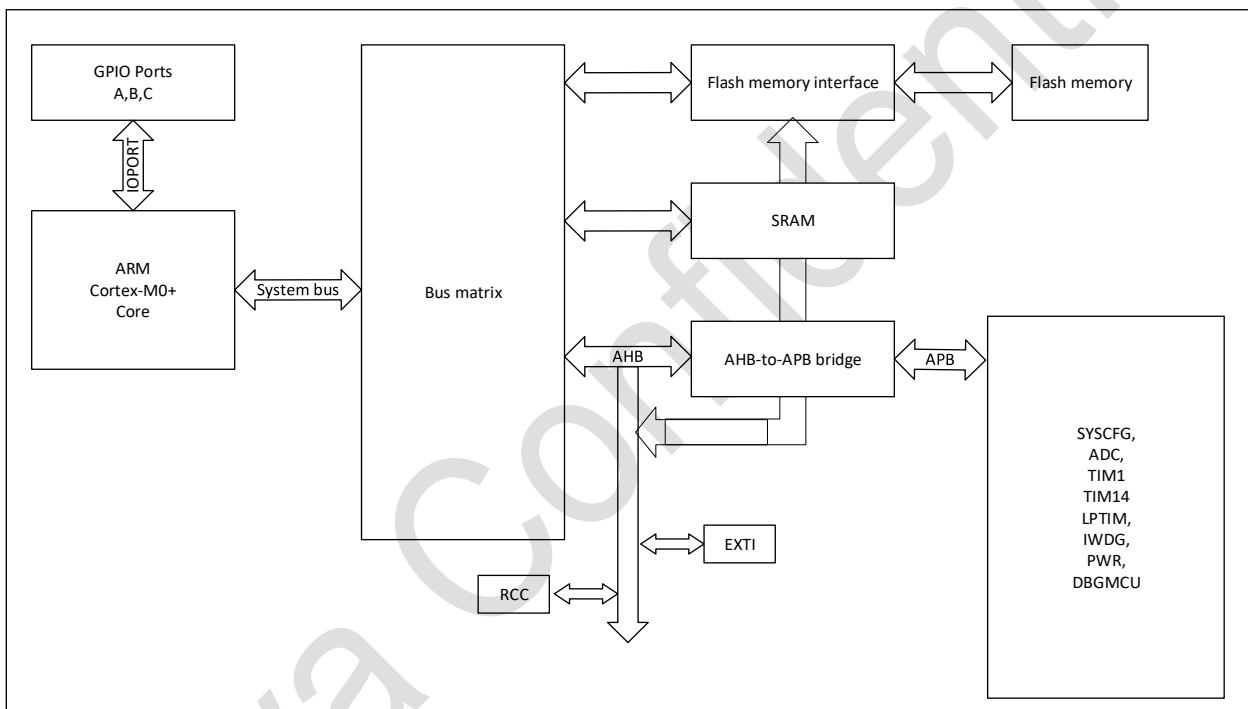 GPIO Ports
A,B,C
IOPORT
ARM
Cortex-M0+
Core
System bus
Bus matrix
Flash memory interface
Flash memory
SRAM
AHB
AHB-to-APB bridge
APB
SYSCFG,
ADC,
TIM1
TIM14
LPTIM,
IWDG,
PWR,
DBGMCU
EXTI
RCC